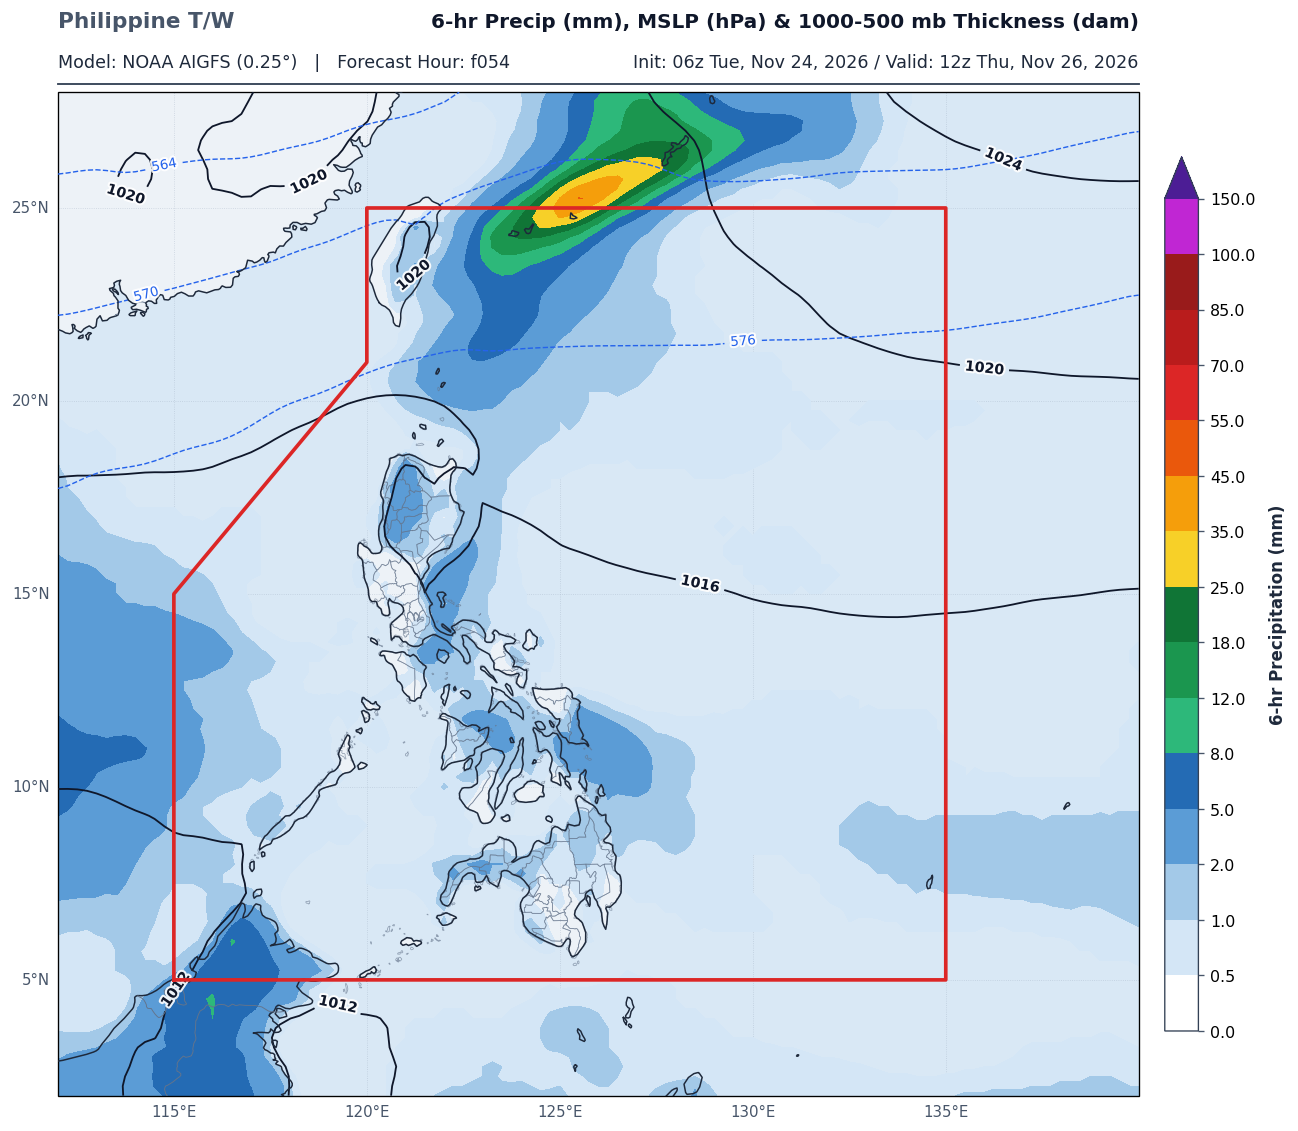 Philippine T/W
6-hr Precip (mm), MSLP (hPa) & 1000-500 mb Thickness (dam)
Model: NOAA AIGFS (0.25°) | Forecast Hour: f054
Init: 06z Tue, Nov 24, 2026 / Valid: 12z Thu, Nov 26, 2026
564
1020
1020
1024
25°N
1020
570
576
1020
20°N
15°N
1016
10°N
5°N
1012
1012
115°E
120°E
125°E
130°E
135°E
150.0
100.0
85.0
70.0
55.0
45.0
35.0
25.0
18.0
12.0
8.0
5.0
2.0
1.0
0.5
0.0
6-hr Precipitation (mm)